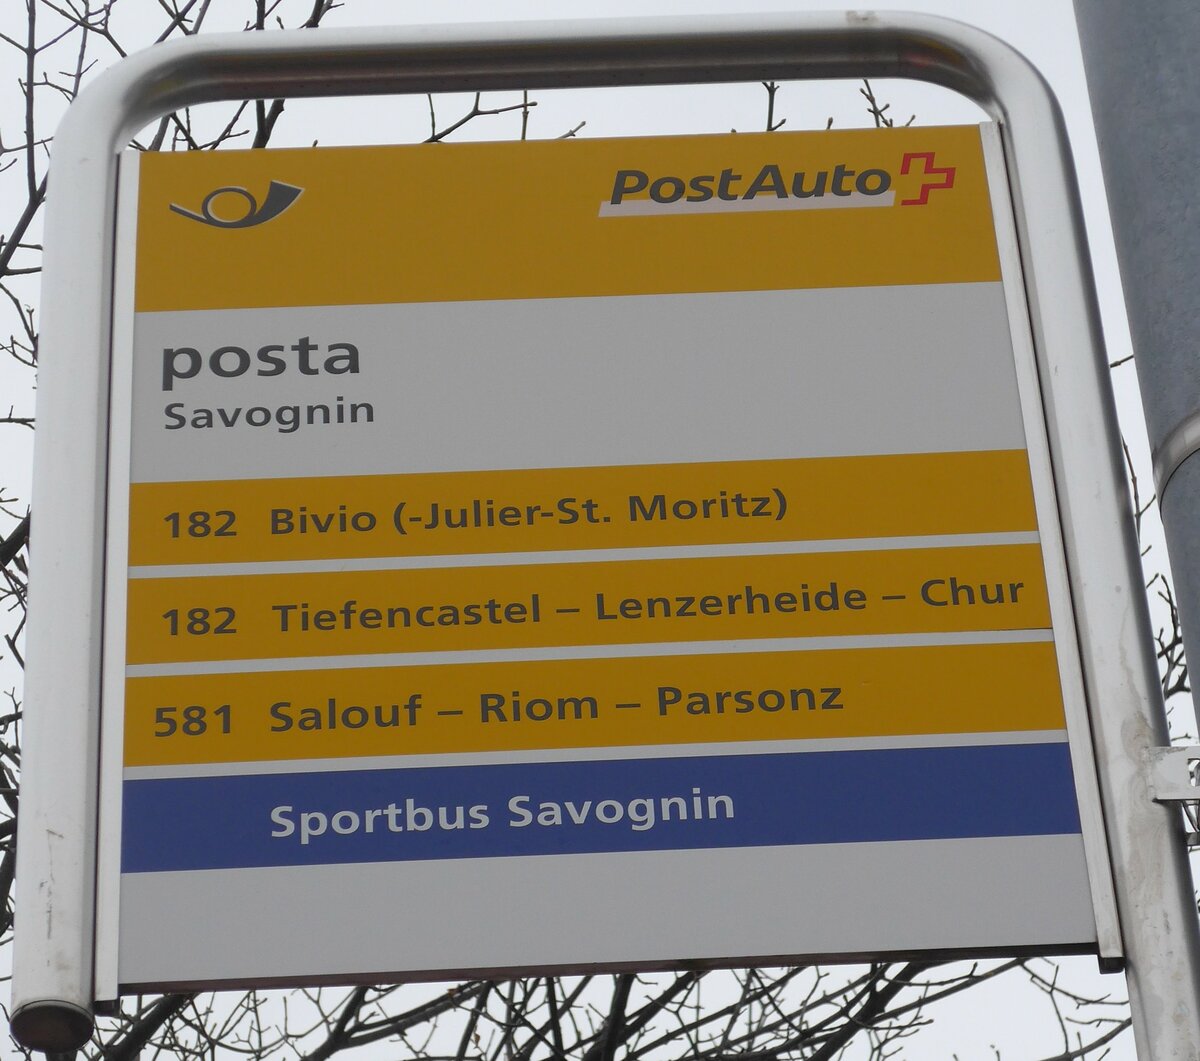 PostAuto
posta
Savognin
182 Bivio (-Julier-St. Moritz)
182 Tiefencastel – Lenzerheide – Chur
581 Salouf – Riom – Parsonz
Sportbus Savognin